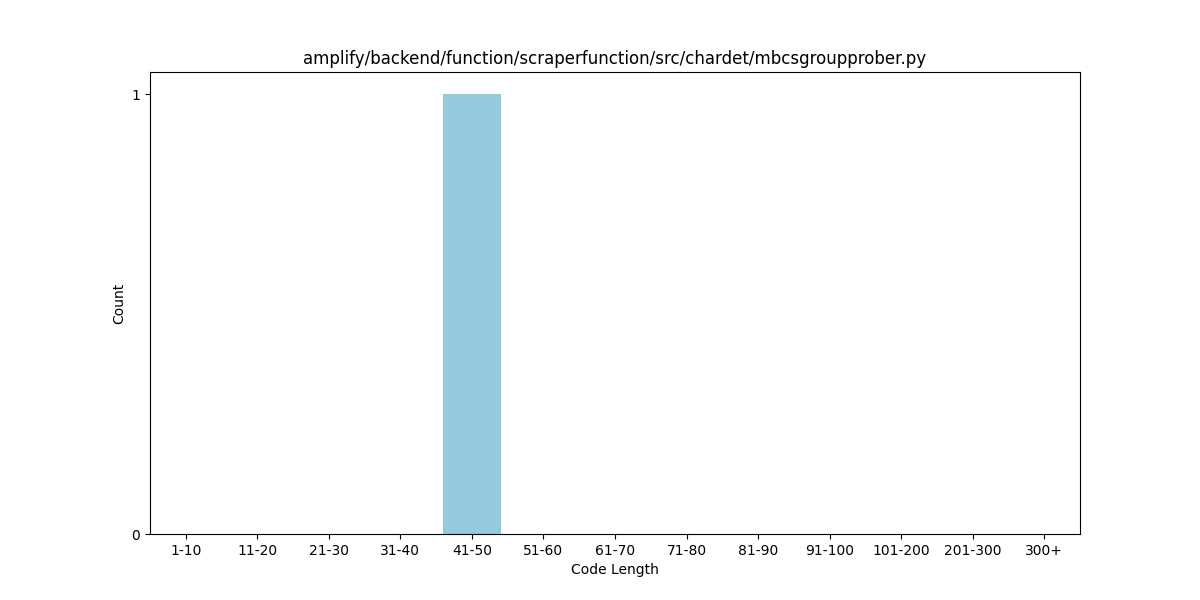 amplify/backend/function/scraperfunction/src/chardet/mbcsgroupprober.py
Count
1
0
1-10 11-20 21-30 31-40 41-50 51-60 61-70 71-80 81-90 91-100 101-200 201-300 300+
Code Length